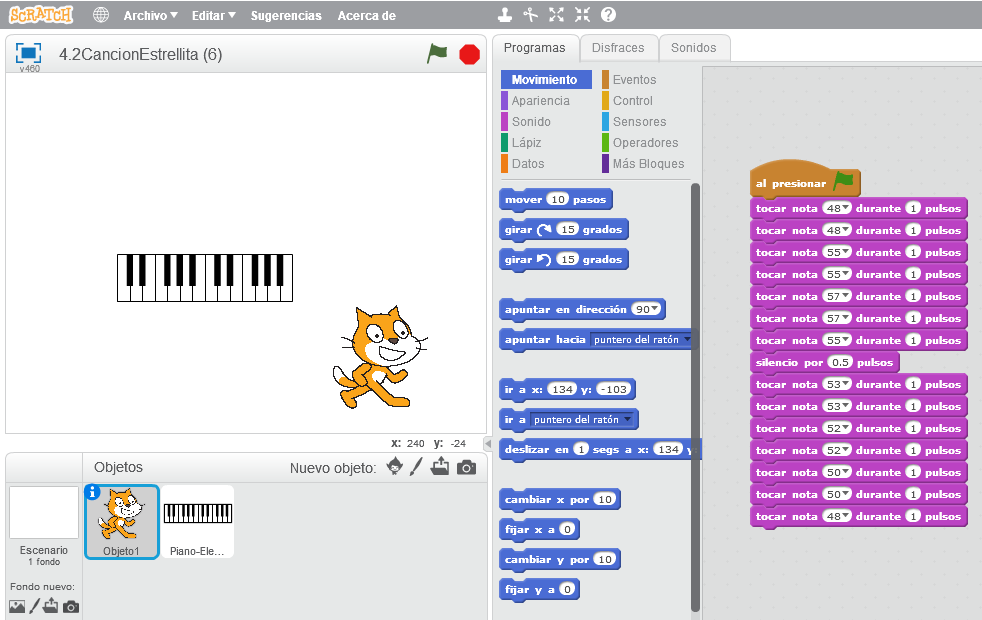 SCRATCH
Archivo
Editar
Sugerencias
Acerca de
?
4.2CancionEstrellita (6)
v460
x: 240 y: -24
Objetos
Nuevo objeto:
Escenario
1 fondo
Fondo nuevo:
i
Objeto1
Piano-Ele...
Programas
Disfraces
Sonidos
Movimiento
Apariencia
Sonido
Lápiz
Datos
Eventos
Control
Sensores
Operadores
Más Bloques
mover 10 pasos
girar 15 grados
girar 15 grados
apuntar en dirección 90
apuntar hacia puntero del ratón
ir a x: 134 y: -103
ir a puntero del ratón
deslizar en 1 segs a x: 134 y
cambiar x por 10
fijar x a 0
cambiar y por 10
fijar y a 0
al presionar
tocar nota 48 durante 1 pulsos
tocar nota 48 durante 1 pulsos
tocar nota 55 durante 1 pulsos
tocar nota 55 durante 1 pulsos
tocar nota 57 durante 1 pulsos
tocar nota 57 durante 1 pulsos
tocar nota 55 durante 1 pulsos
silencio por 0.5 pulsos
tocar nota 53 durante 1 pulsos
tocar nota 53 durante 1 pulsos
tocar nota 52 durante 1 pulsos
tocar nota 52 durante 1 pulsos
tocar nota 50 durante 1 pulsos
tocar nota 50 durante 1 pulsos
tocar nota 48 durante 1 pulsos